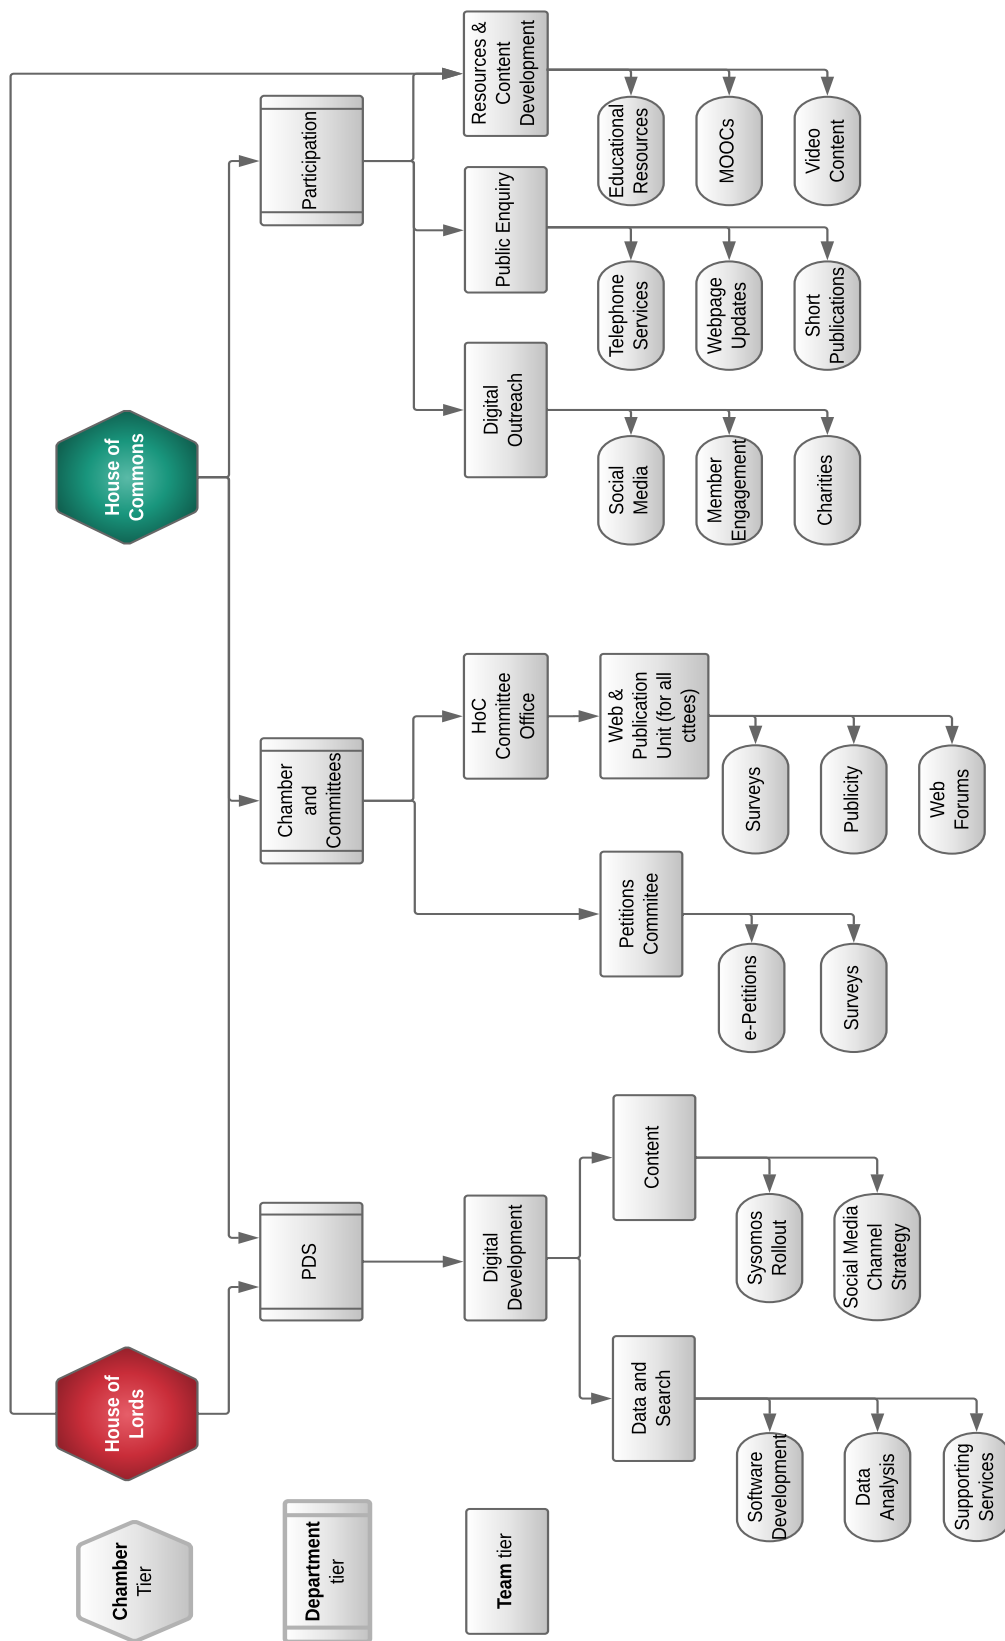 Chamber
Tier
House of
Lords
House of
Commons
Department
tier
PDS
Chamber
and
Committees
Participation
Team tier
Digital
Development
HoC
Committee
Office
Digital
Outreach
Public Enquiry
Resources &
Content
Development
Data and
Search
Content
Petitions
Commitee
Web &
Publication
Unit (for all
cttees)
Software
Development
Data
Analysis
Supporting
Services
Sysomos
Rollout
Social Media
Channel
Strategy
e-Petitions
Surveys
Surveys
Publicity
Web
Forums
Social
Media
Member
Engagement
Charities
Telephone
Services
Webpage
Updates
Short
Publications
Educational
Resources
MOOCs
Video
Content